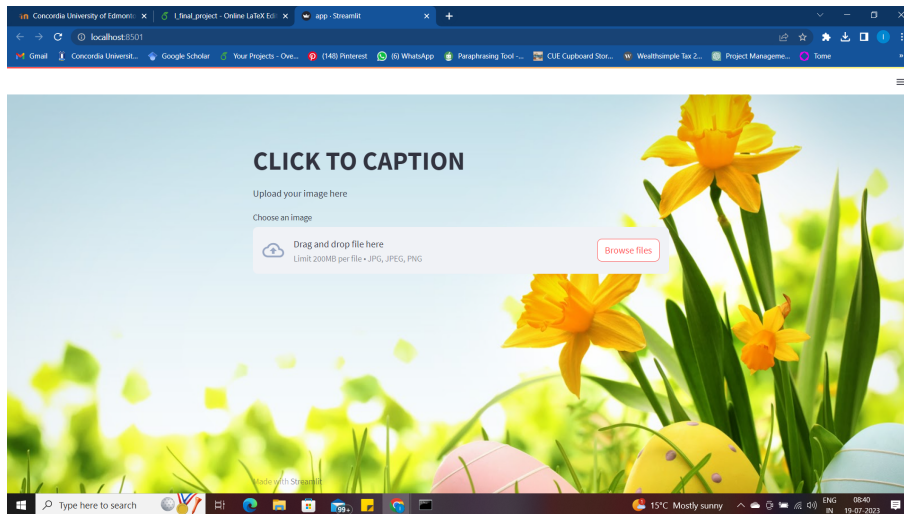 Concordia University of Edmonto
I_final_project - Online LaTeX Edi
app · Streamlit
localhost:8501
Gmail
Concordia Universit...
Google Scholar
Your Projects - Ove...
(148) Pinterest
(6) WhatsApp
Paraphrasing Tool -...
CUE Cupboard Stor...
Wealthsimple Tax 2...
Project Manageme...
Tome
CLICK TO CAPTION
Upload your image here
Choose an image
Drag and drop file here
Limit 200MB per file • JPG, JPEG, PNG
Browse files
Made with Streamlit
Type here to search
99+
15°C Mostly sunny
ENG
IN
08:40
19-07-2023